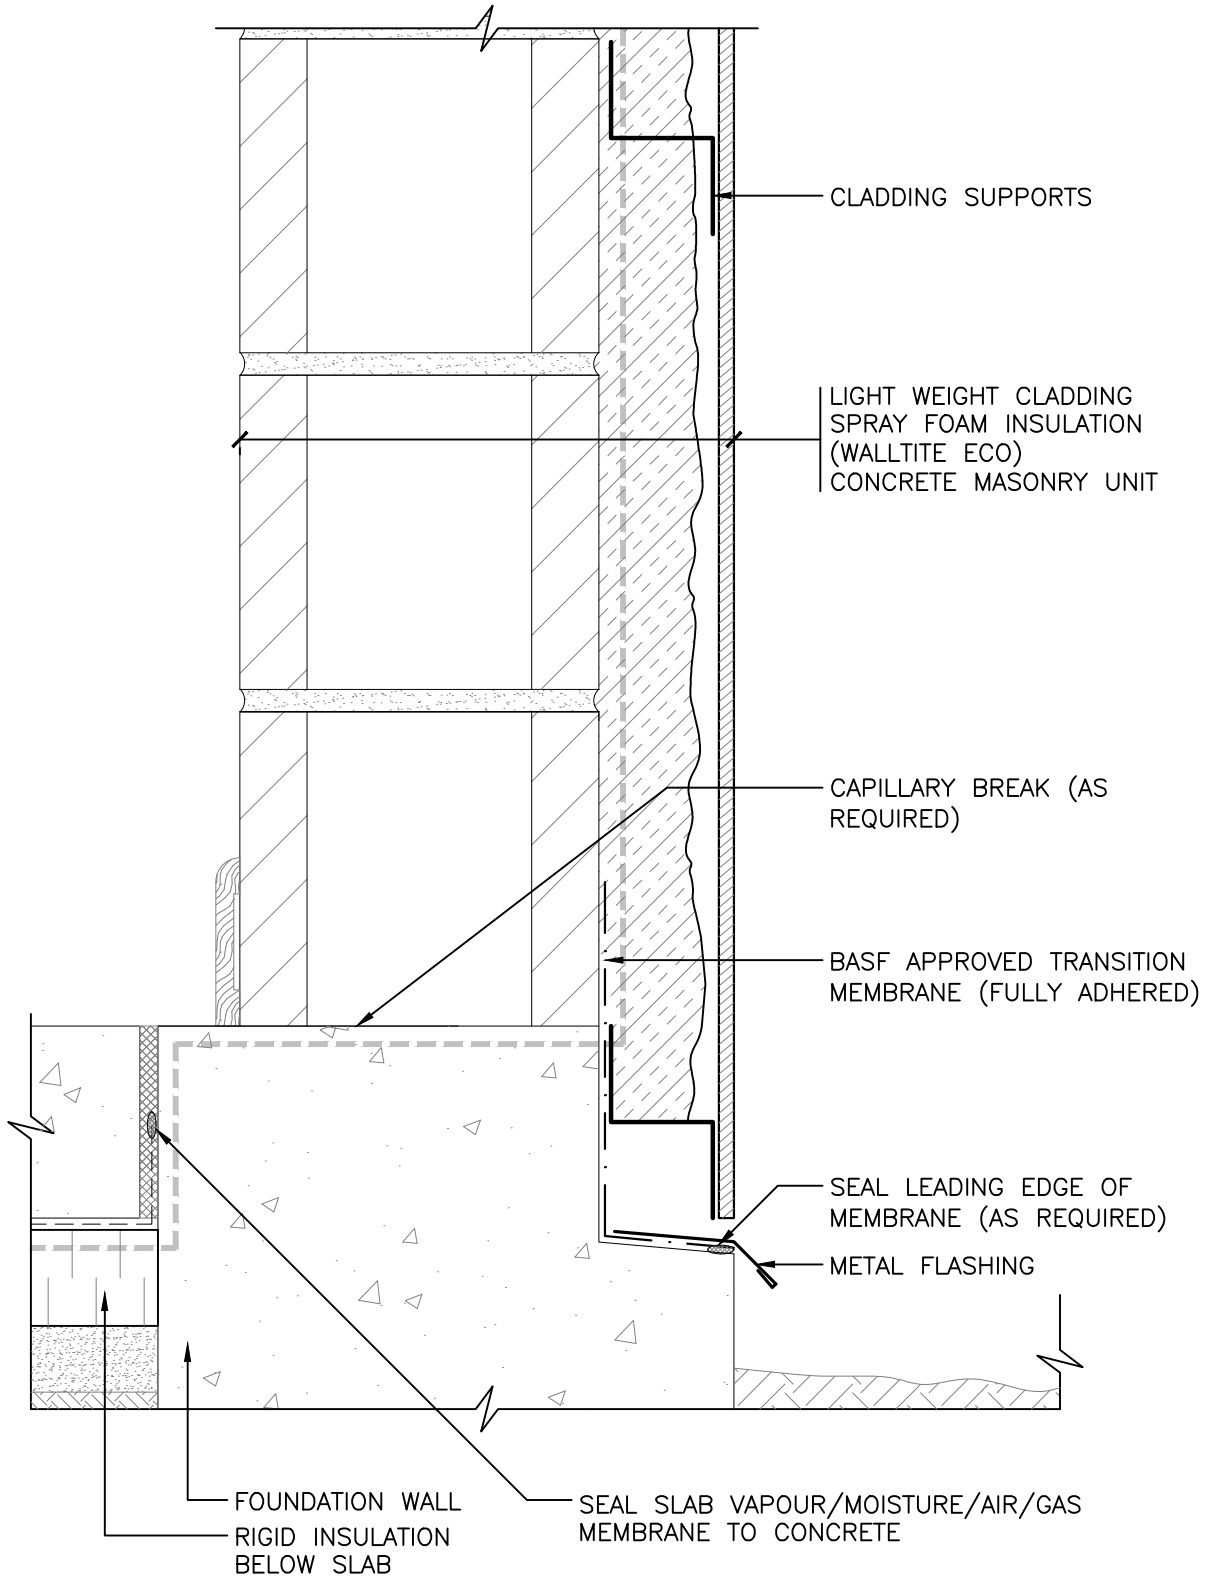 CLADDING SUPPORTS
LIGHT WEIGHT CLADDING
SPRAY FOAM INSULATION
(WALLTITE ECO)
CONCRETE MASONRY UNIT
CAPILLARY BREAK (AS
REQUIRED)
BASF APPROVED TRANSITION
MEMBRANE (FULLY ADHERED)
SEAL LEADING EDGE OF
MEMBRANE (AS REQUIRED)
METAL FLASHING
FOUNDATION WALL
RIGID INSULATION
BELOW SLAB
SEAL SLAB VAPOUR/MOISTURE/AIR/GAS
MEMBRANE TO CONCRETE